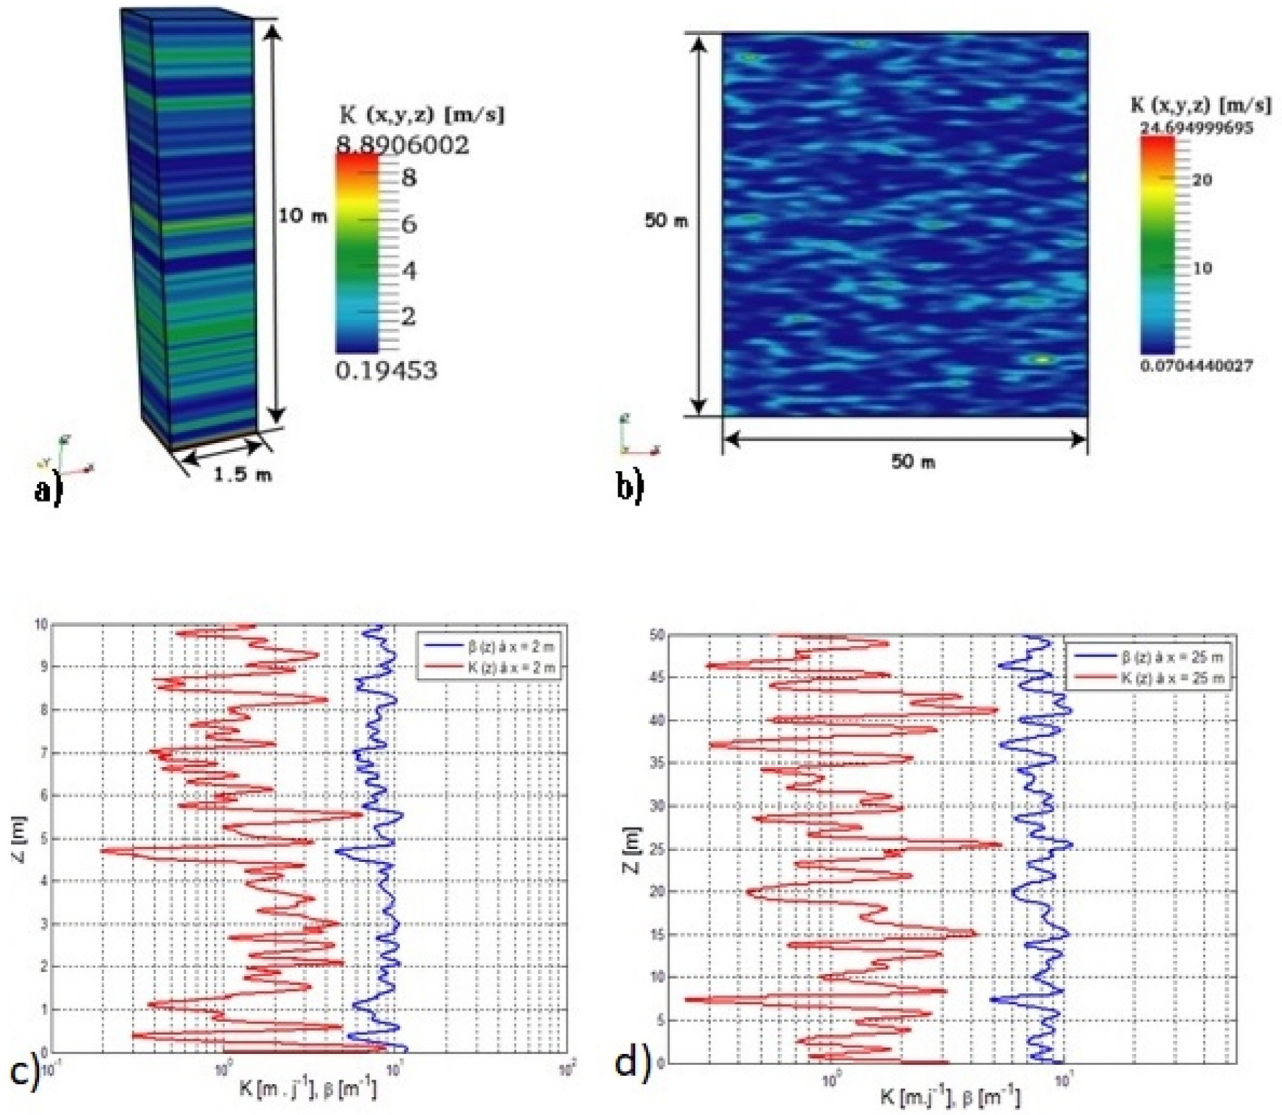 K (x,y,z) [m/s]
8.8906002
8
6
4
2
0.19453
10 m
1.5 m
a)
K (x,y,z) [m/s]
24.694999695
20
10
0.0704440027
50 m
50 m
b)
β (z) à x = 2 m
K (z) à x = 2 m
10
9
8
7
6
5
4
3
2
1
0
Z [m]
10⁻¹ 10⁰ 10¹ 10²
K [m . j⁻¹], β [m⁻¹]
c)
β (z) à x = 25 m
K (z) à x = 25 m
50
45
40
35
30
25
20
15
10
5
0
Z [m]
10⁰ 10¹
K [m.j⁻¹], β [m⁻¹]
d)